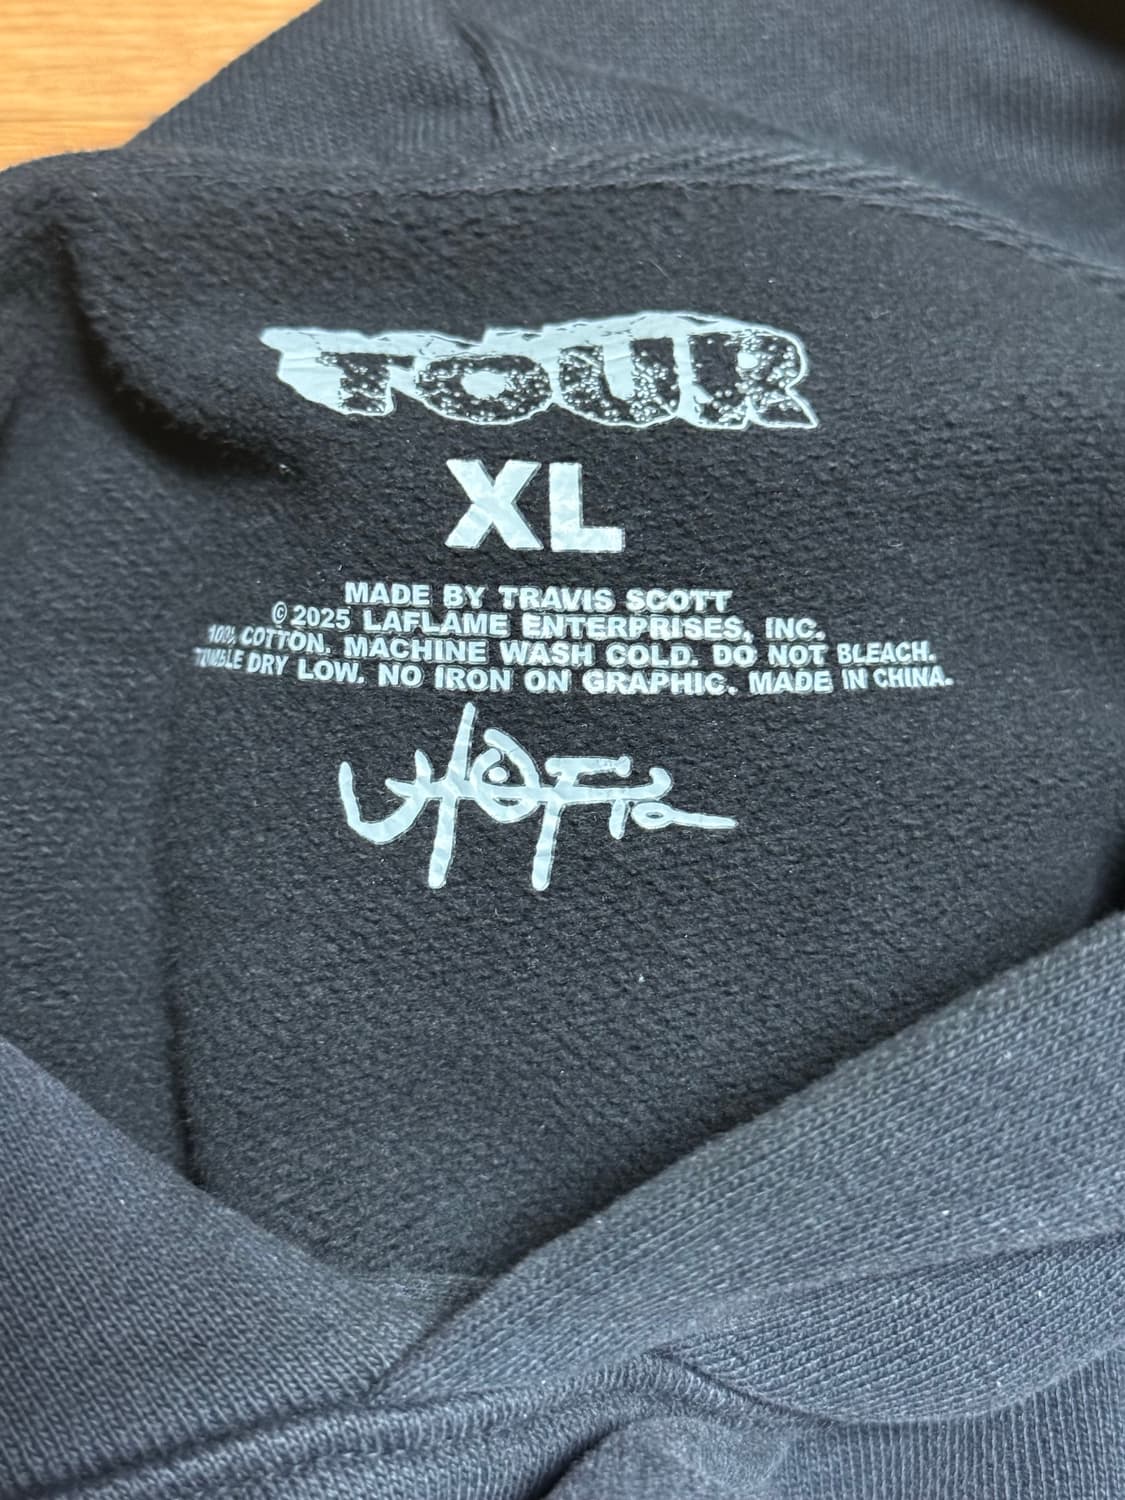 TOUR
XL
MADE BY TRAVIS SCOTT
© 2025 LAFLAME ENTERPRISES, INC.
100% COTTON. MACHINE WASH COLD. DO NOT BLEACH.
TUMBLE DRY LOW. NO IRON ON GRAPHIC. MADE IN CHINA.
UTOPIA